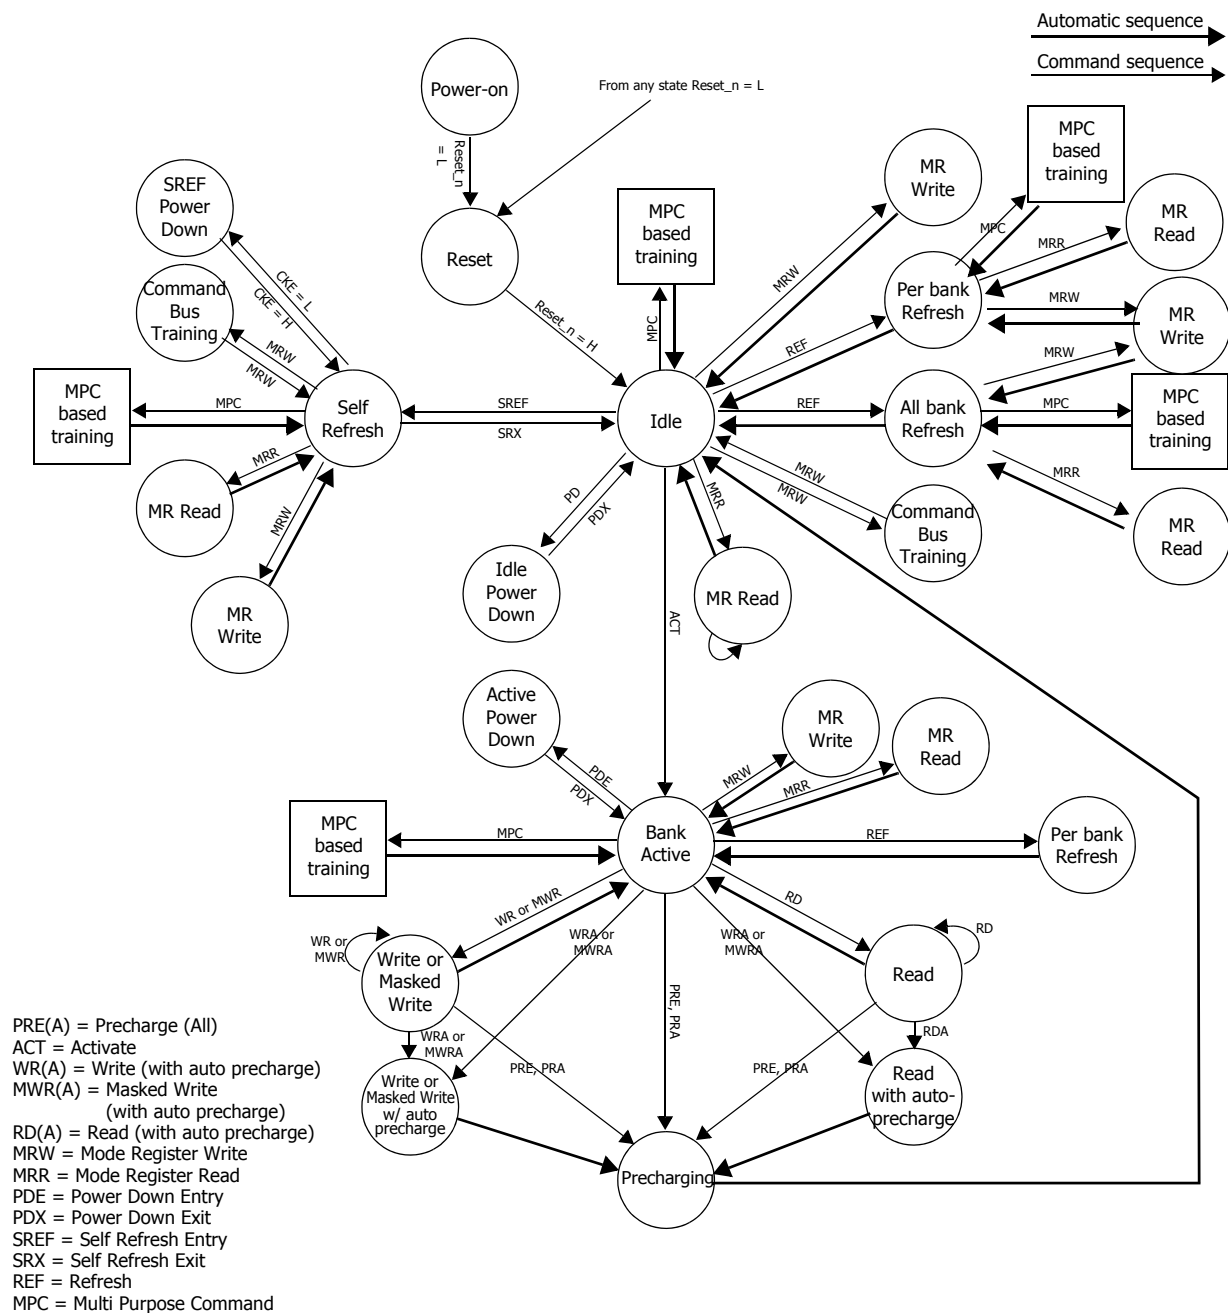 Automatic sequence
Command sequence
Power-on
From any state Reset_n = L
Reset_n
= L
Reset
Reset_n = H
SREF
Power
Down
CKE = L
CKE = H
Command
Bus
Training
MRW
MRW
MPC
based
training
MPC
Self
Refresh
MRR
MR Read
MRW
MR
Write
SREF
SRX
MPC
based
training
MPC
Idle
MRW
MR
Write
REF
Per bank
Refresh
MPC
MPC
based
training
MRR
MR
Read
MRW
MR
Write
MRW
REF
All bank
Refresh
MPC
MPC
based
training
MRR
MR
Read
MRW
MRW
Command
Bus
Training
PD
PDX
Idle
Power
Down
MRR
MR Read
ACT
Active
Power
Down
PDE
PDX
MRW
MR
Write
MRR
MR
Read
MPC
based
training
MPC
Bank
Active
REF
Per bank
Refresh
WR or MWR
WR or
MWR
Write or
Masked
Write
WRA or
MWRA
WRA or
MWRA
RD
RD
Read
PRE, PRA
WRA or
MWRA
PRE, PRA
PRE, PRA
RDA
Write or
Masked Write
w/ auto
precharge
Read
with auto-
precharge
Precharging
PRE(A) = Precharge (All)
ACT = Activate
WR(A) = Write (with auto precharge)
MWR(A) = Masked Write
(with auto precharge)
RD(A) = Read (with auto precharge)
MRW = Mode Register Write
MRR = Mode Register Read
PDE = Power Down Entry
PDX = Power Down Exit
SREF = Self Refresh Entry
SRX = Self Refresh Exit
REF = Refresh
MPC = Multi Purpose Command